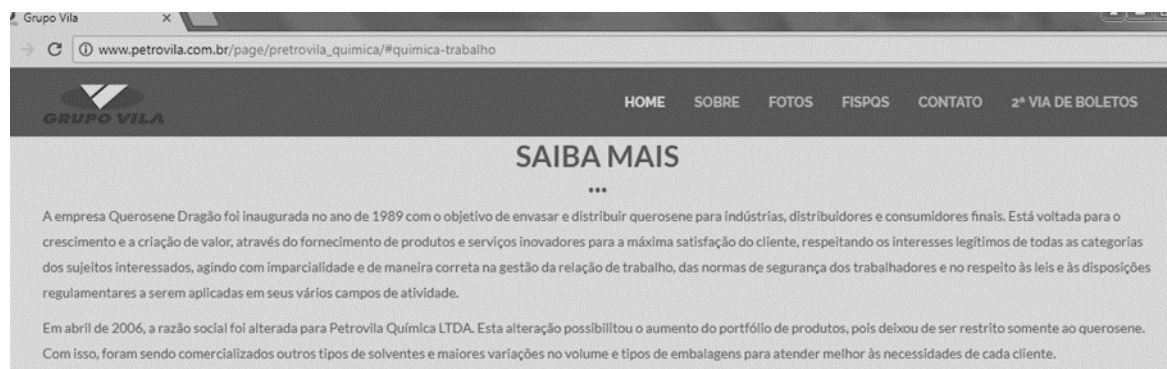 Grupo Vila
www.petrovila.com.br/page/pretrovila_quimica/#quimica-trabalho
GRUPO VILA
HOME SOBRE FOTOS FISPQS CONTATO 2ª VIA DE BOLETOS
SAIBA MAIS
A empresa Querosene Dragão foi inaugurada no ano de 1989 com o objetivo de envasar e distribuir querosene para indústrias, distribuidores e consumidores finais. Está voltada para o
crescimento e a criação de valor, através do fornecimento de produtos e serviços inovadores para a máxima satisfação do cliente, respeitando os interesses legítimos de todas as categorias
dos sujeitos interessados, agindo com imparcialidade e de maneira correta na gestão da relação de trabalho, das normas de segurança dos trabalhadores e no respeito às leis e às disposições
regulamentares a serem aplicadas em seus vários campos de atividade.
Em abril de 2006, a razão social foi alterada para Petrovila Química LTDA. Esta alteração possibilitou o aumento do portfólio de produtos, pois deixou de ser restrito somente ao querosene.
Com isso, foram sendo comercializados outros tipos de solventes e maiores variações no volume e tipos de embalagens para atender melhor às necessidades de cada cliente.